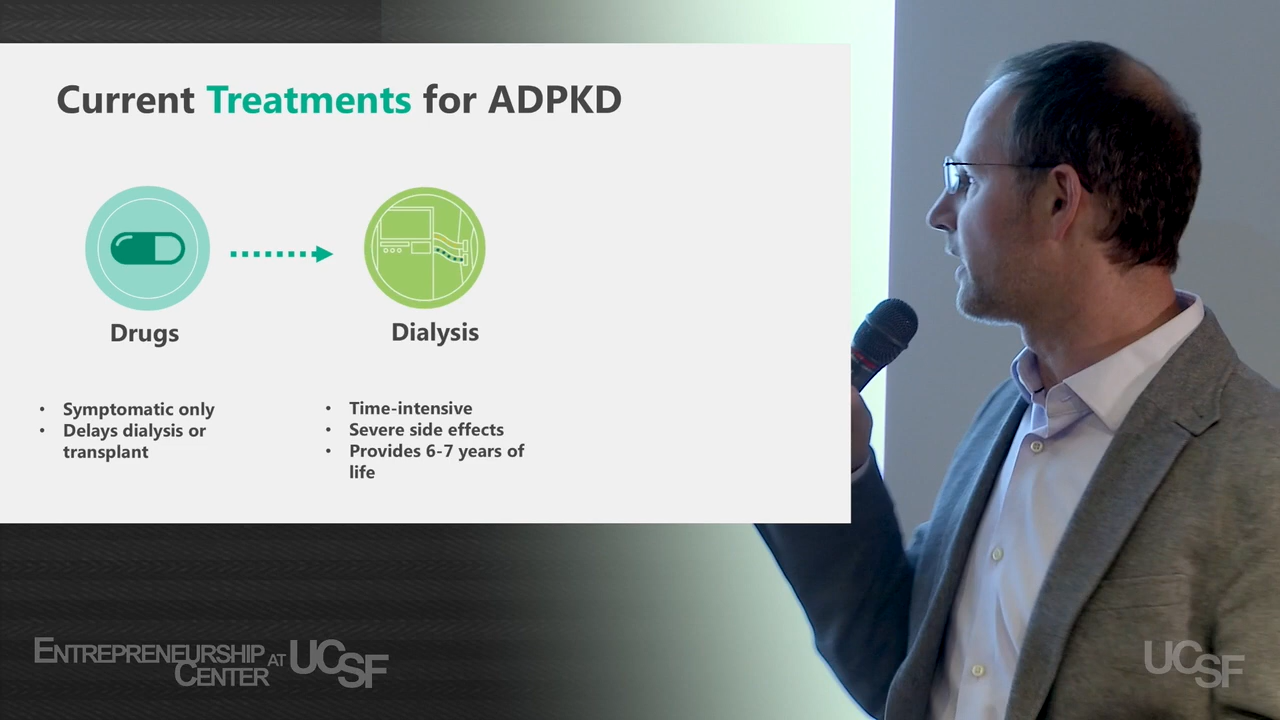 Current Treatments for ADPKD
Drugs
Dialysis
• Symptomatic only
• Delays dialysis or
transplant
• Time-intensive
• Severe side effects
• Provides 6-7 years of
life
ENTREPRENEURSHIP
CENTER AT UCSF
UCSF